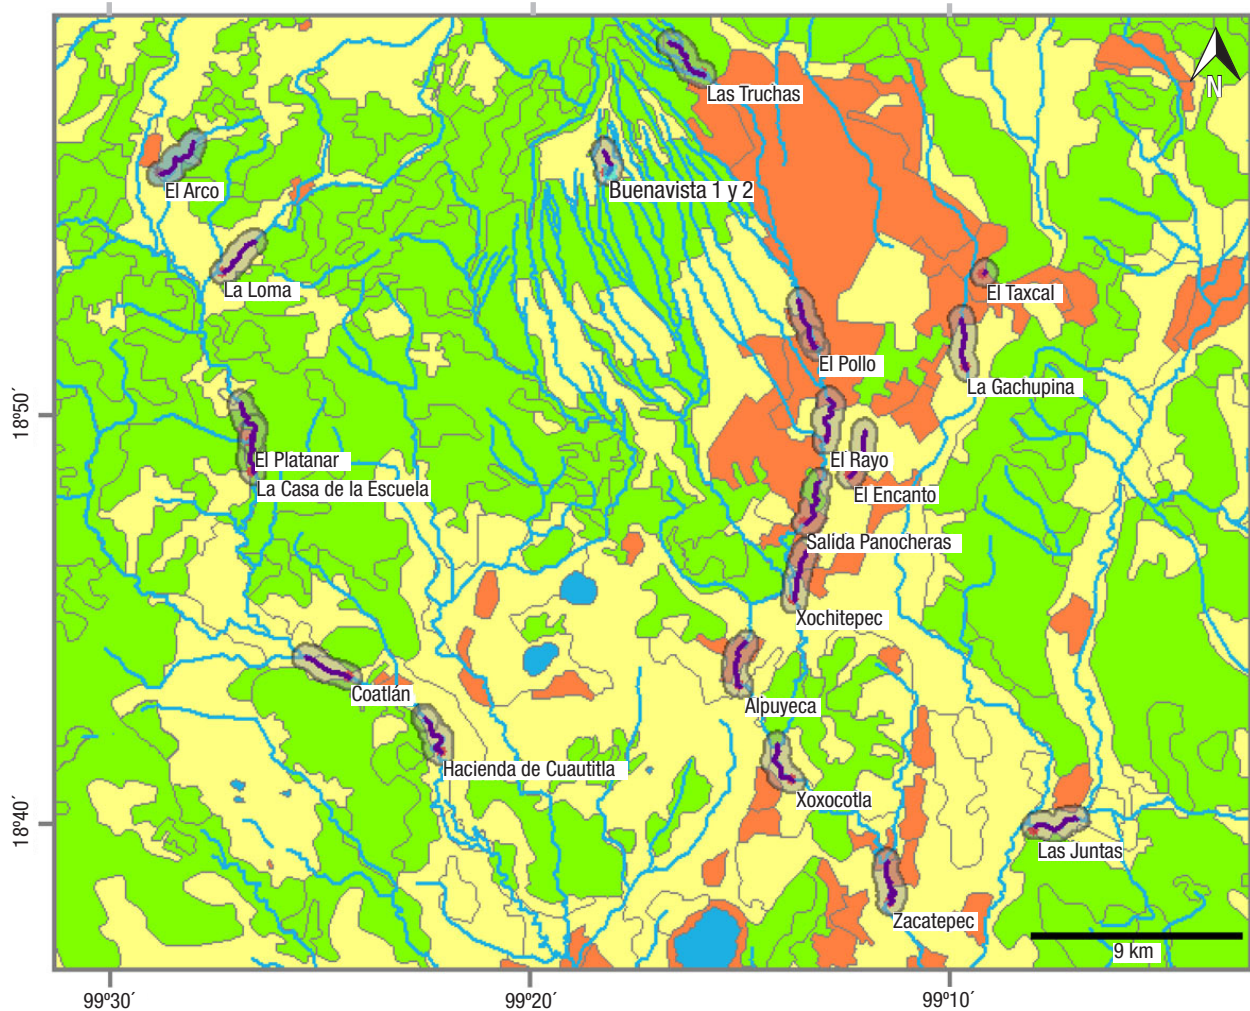 N
Las Truchas
El Arco
Buenavista 1 y 2
La Loma
El Taxcal
El Pollo
La Gachupina
18º50´
El Platanar
El Rayo
La Casa de la Escuela
El Encanto
Salida Panocheras
Xochitepec
Coatlán
Alpuyeca
Hacienda de Cuautitla
Xoxocotla
18º40´
Las Juntas
Zacatepec
9 km
99º30´
99º20´
99º10´